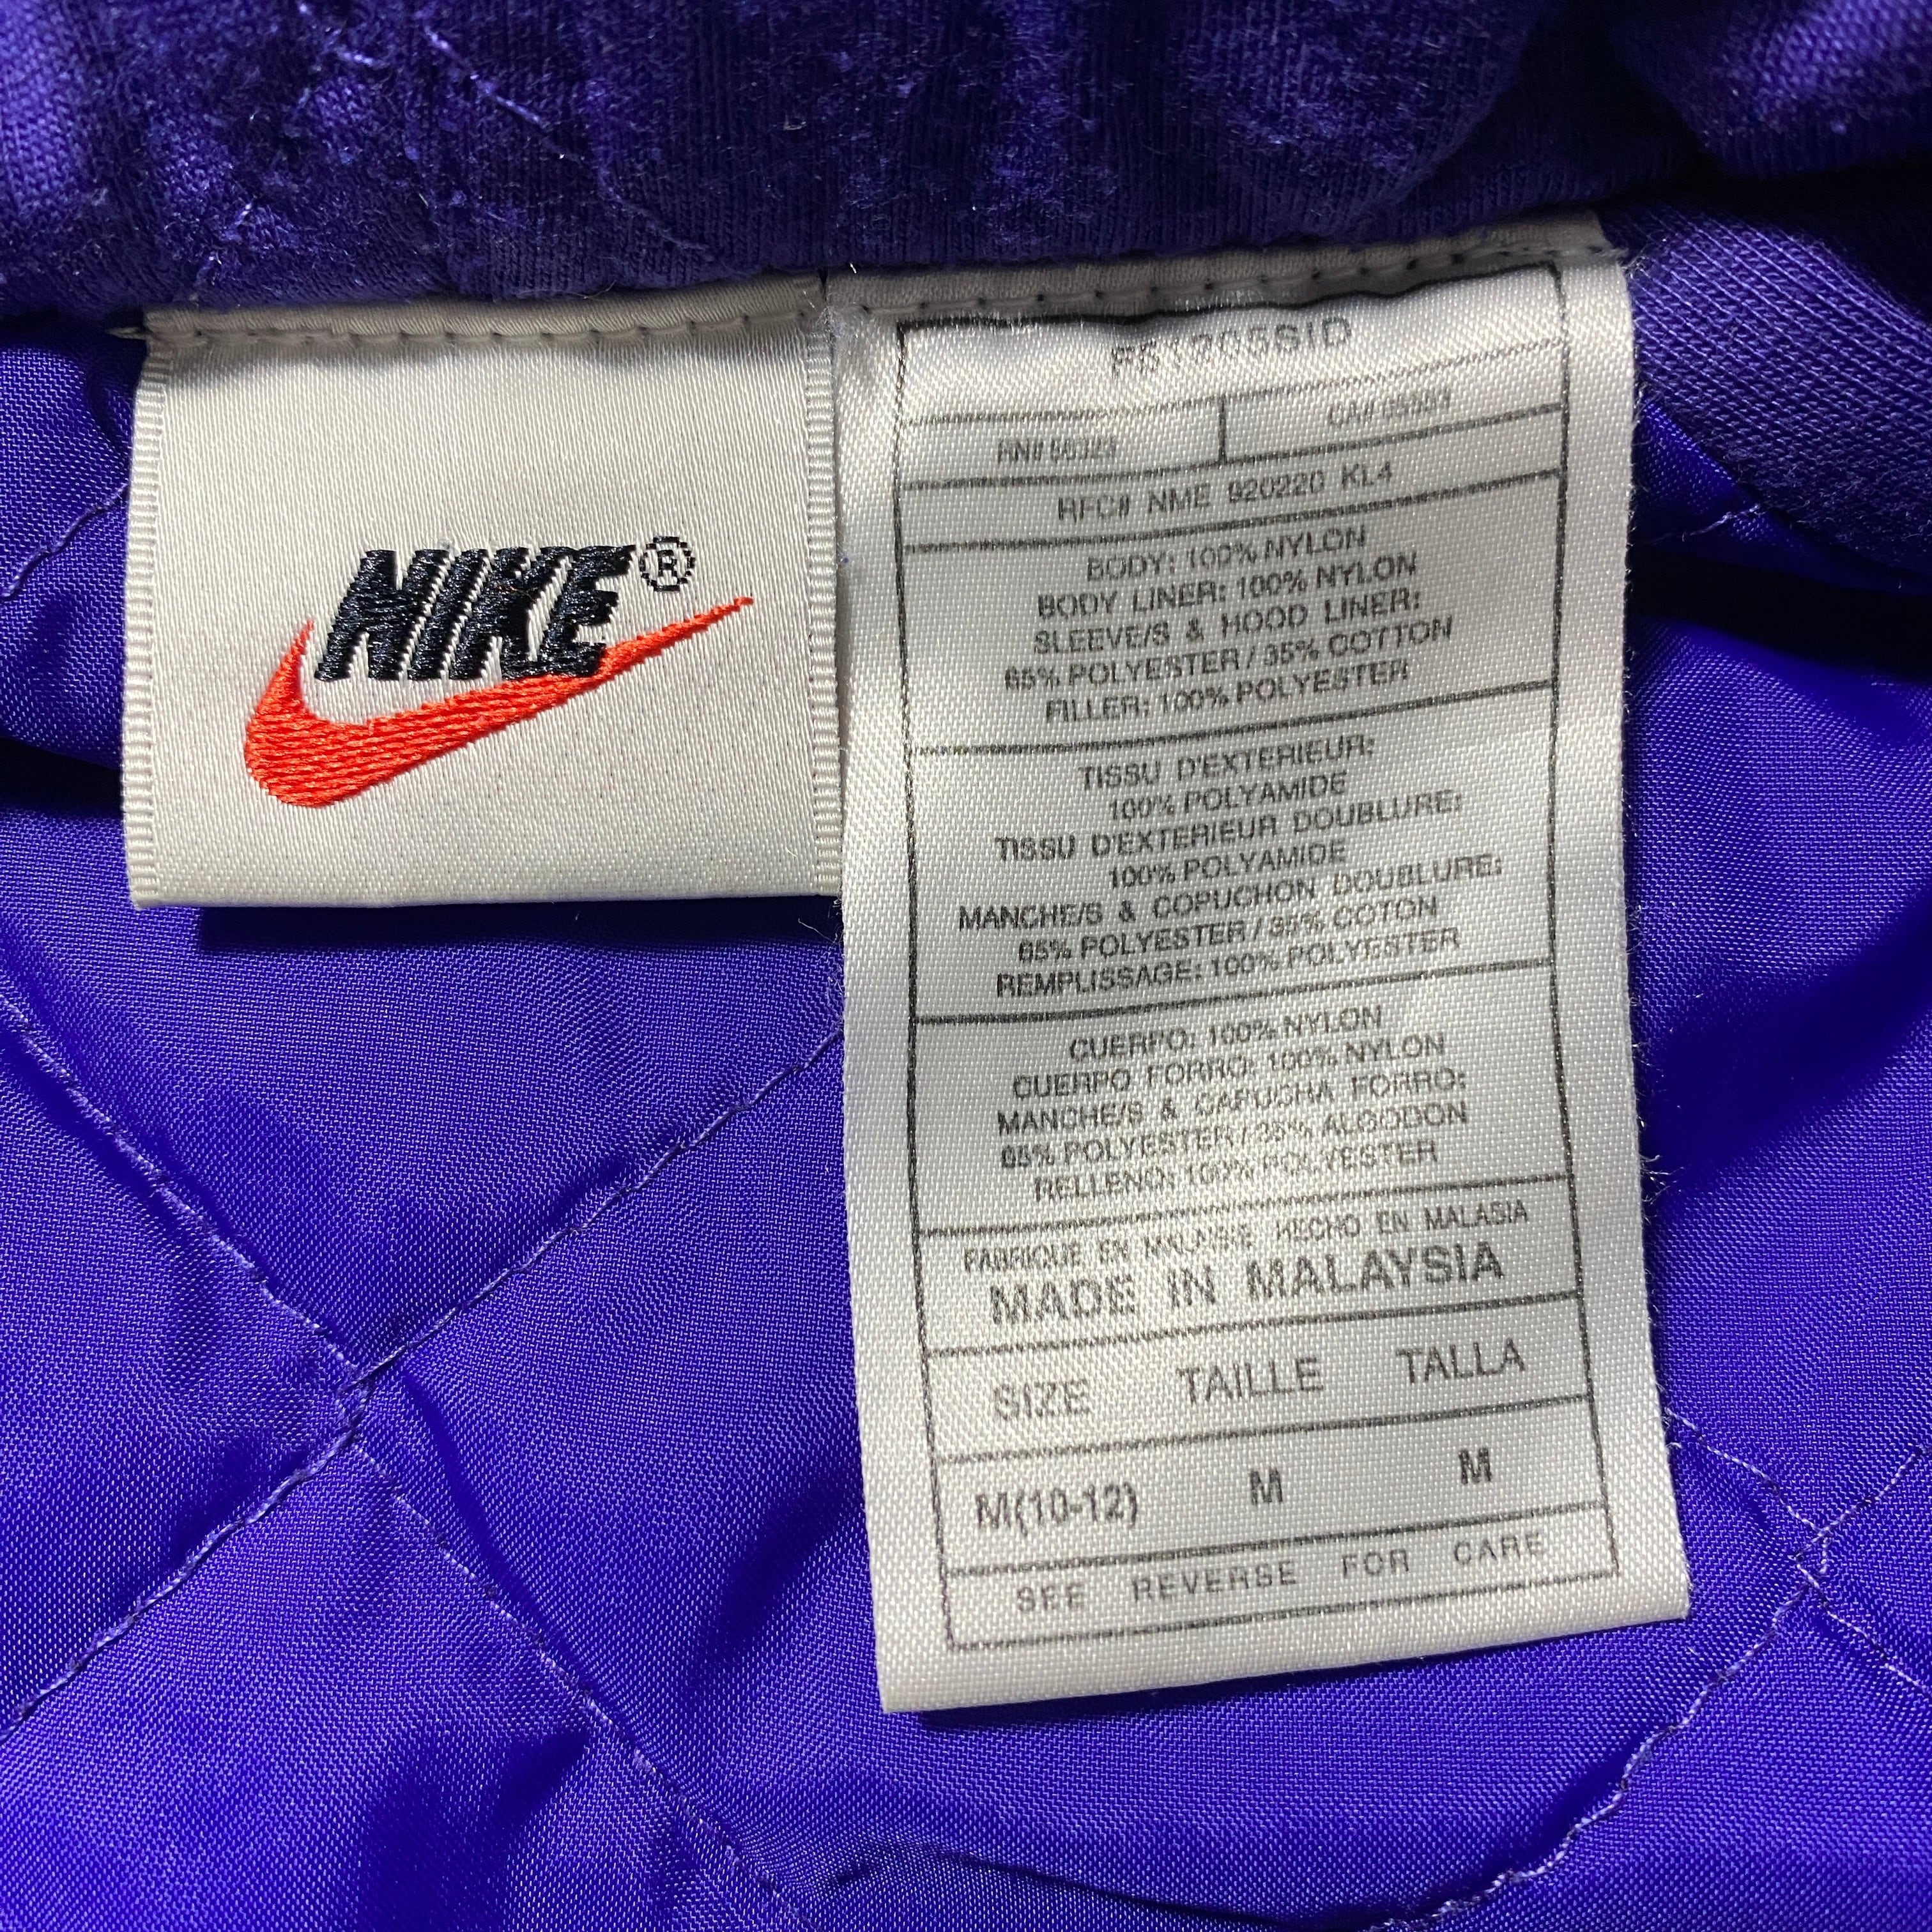 NIKE®
RN# 56323
RFC# NME 920220 KL4
BODY: 100% NYLON
BODY LINER: 100% NYLON
SLEEVE/S & HOOD LINER:
65% POLYESTER / 35% COTTON
FILLER: 100% POLYESTER
TISSU D'EXTERIEUR:
100% POLYAMIDE
TISSU D'EXTERIEUR DOUBLURE:
100% POLYAMIDE
MANCHE/S & COPUCHON DOUBLURE:
65% POLYESTER / 35% COTON
REMPLISSAGE: 100% POLYESTER
CUERPO: 100% NYLON
CUERPO FORRO: 100% NYLON
MANCHE/S & CAPUCHA FORRO:
65% POLYESTER / 35% ALGODON
RELLENO: 100% POLYESTER
FABRIQUE EN MALAISIE HECHO EN MALASIA
MADE IN MALAYSIA
SIZE TAILLE TALLA
M(10-12) M M
SEE REVERSE FOR CARE